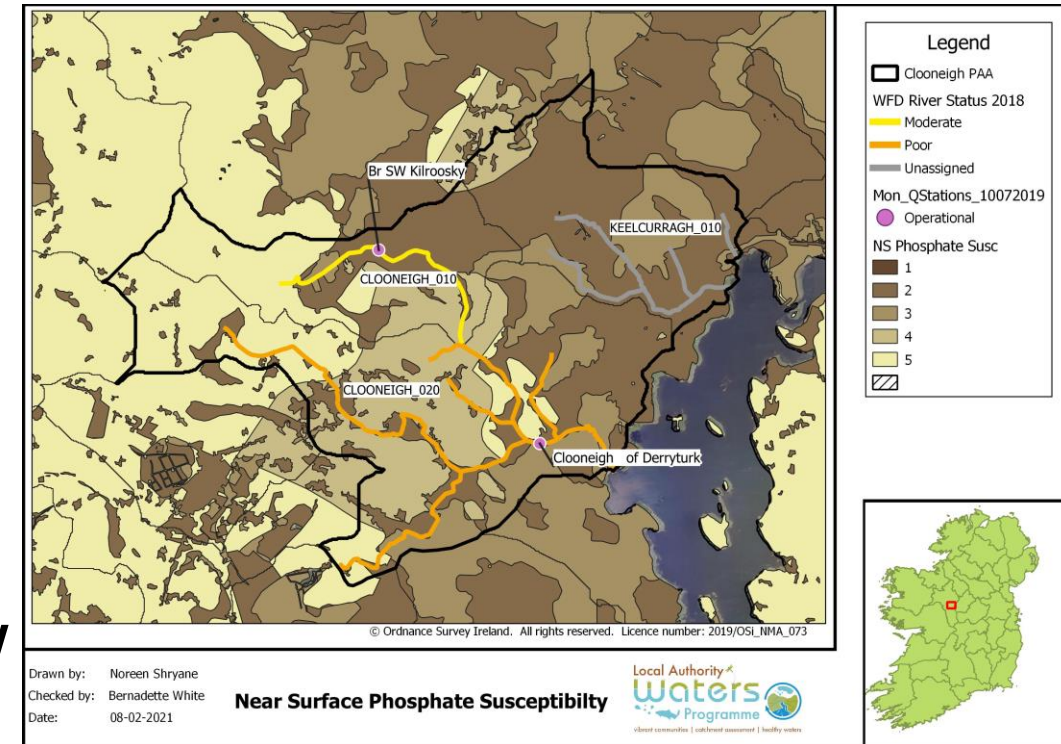 Br SW Kilroosky
KEELCURRAGH_010
CLOONEIGH_010
CLOONEIGH_020
Clooneigh of Derryturk
© Ordnance Survey Ireland. All rights reserved. Licence number: 2019/OSi_NMA_073
Legend
Clooneigh PAA
WFD River Status 2018
Moderate
Poor
Unassigned
Mon_QStations_10072019
Operational
NS Phosphate Susc
1
2
3
4
5
Drawn by: Noreen Shryane
Checked by: Bernadette White
Date: 08-02-2021
Near Surface Phosphate Susceptibilty
Local Authority
Waters
Programme
vibrant communities | catchment assessment | healthy waters